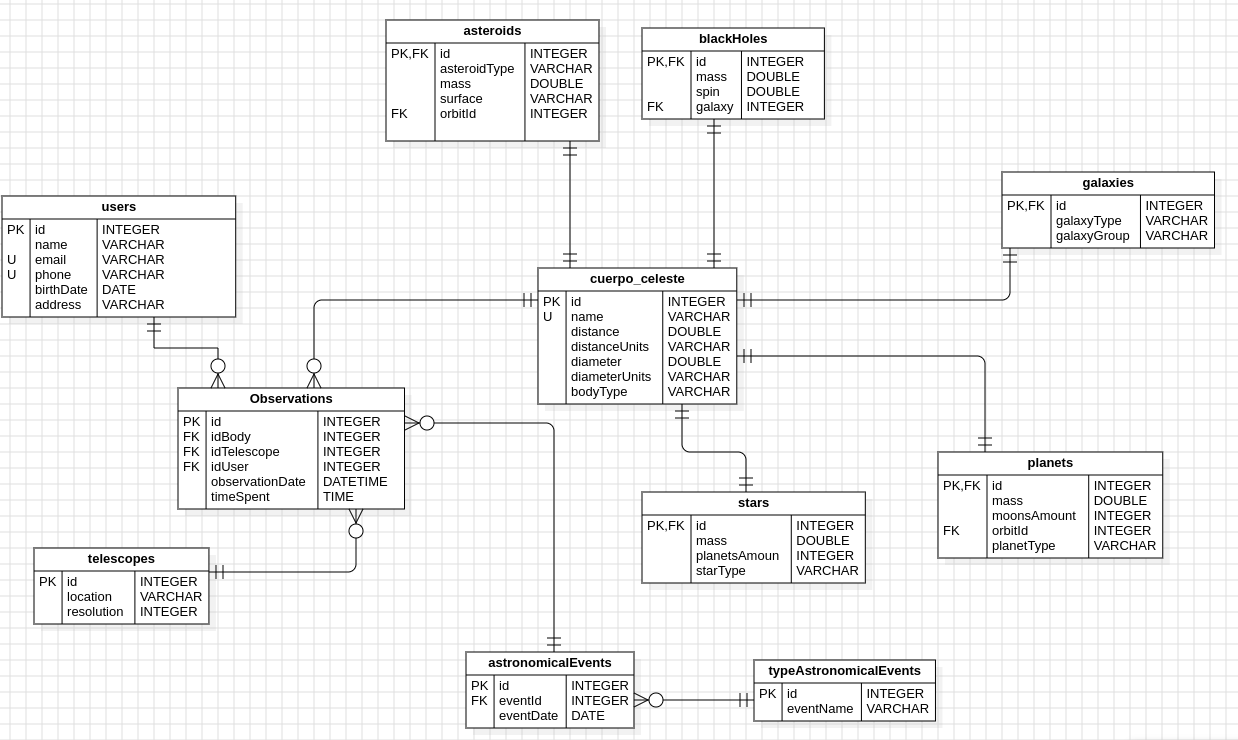 asteroids
PK,FK id INTEGER
asteroidType VARCHAR
mass DOUBLE
surface VARCHAR
FK orbitId INTEGER
blackHoles
PK,FK id INTEGER
mass DOUBLE
spin DOUBLE
FK galaxy INTEGER
galaxies
PK,FK id INTEGER
galaxyType VARCHAR
galaxyGroup VARCHAR
users
PK id INTEGER
name VARCHAR
U email VARCHAR
U phone VARCHAR
birthDate DATE
address VARCHAR
cuerpo_celeste
PK id INTEGER
U name VARCHAR
distance DOUBLE
distanceUnits VARCHAR
diameter DOUBLE
diameterUnits VARCHAR
bodyType VARCHAR
Observations
PK id INTEGER
FK idBody INTEGER
FK idTelescope INTEGER
FK idUser INTEGER
observationDate DATETIME
timeSpent TIME
planets
PK,FK id INTEGER
mass DOUBLE
moonsAmount INTEGER
FK orbitId INTEGER
planetType VARCHAR
stars
PK,FK id INTEGER
mass DOUBLE
planetsAmoun INTEGER
starType VARCHAR
telescopes
PK id INTEGER
location VARCHAR
resolution INTEGER
astronomicalEvents
PK id INTEGER
FK eventId INTEGER
eventDate DATE
typeAstronomicalEvents
PK id INTEGER
eventName VARCHAR